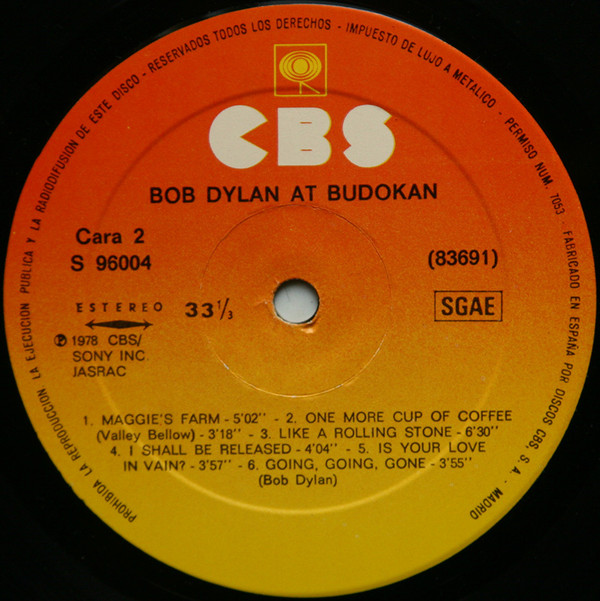 PROHIBIDA LA REPRODUCCION LA EJECUCION PUBLICA Y LA RADIODIFUSION DE ESTE DISCO - RESERVADOS TODOS LOS DERECHOS - IMPUESTO DE LUJO A METALICO - PERMISO NUM. 7053 - FABRICADO EN ESPAÑA POR DISCOS CBS, S. A. - MADRID
CBS
BOB DYLAN AT BUDOKAN
Cara 2
S 96004
(83691)
ESTEREO 33 1/3
SGAE
℗ 1978 CBS/
SONY INC
JASRAC
1. MAGGIE'S FARM - 5'02'' - 2. ONE MORE CUP OF COFFEE
(Valley Bellow) - 3'18'' - 3. LIKE A ROLLING STONE - 6'30''
4. I SHALL BE RELEASED - 4'04'' - 5. IS YOUR LOVE
IN VAIN? - 3'57'' - 6. GOING, GOING, GONE - 3'55''
(Bob Dylan)